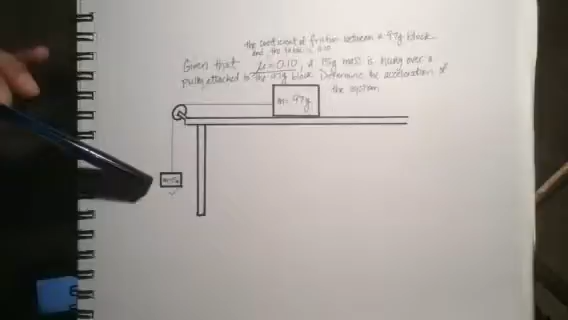 the coefficient of friction between a 97g block
and the table is 0.10
Given that μ = 0.10, a 15g mass is hung over a
pully attached to the 97g block. Determine the acceleration of
the system
m= 97g